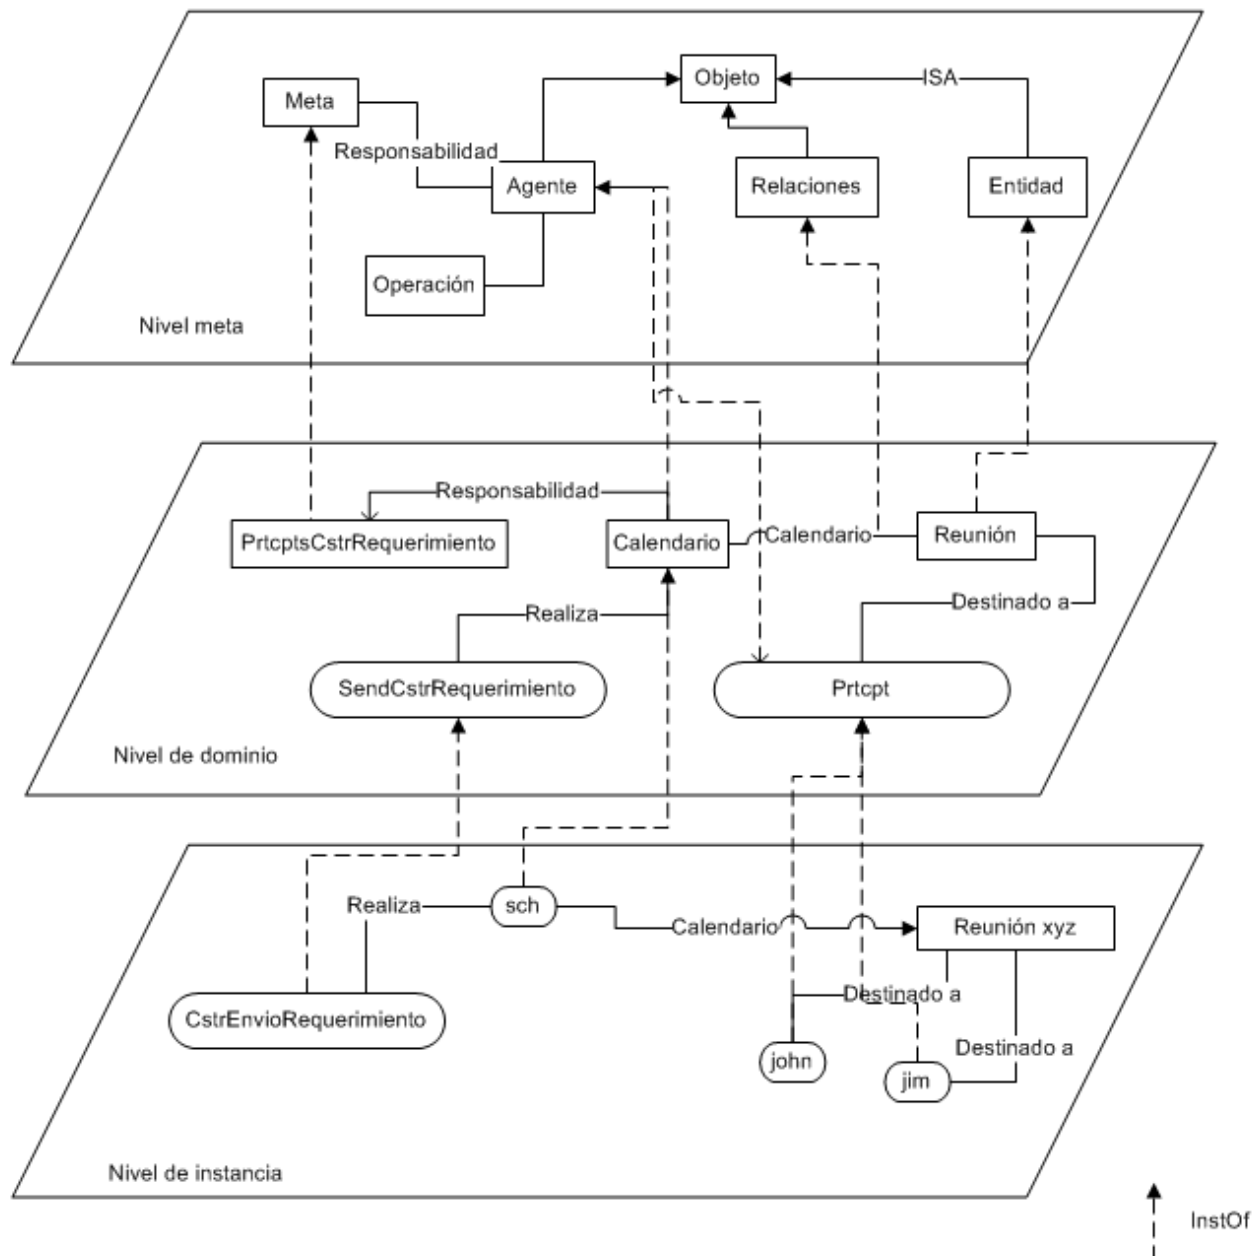 Objeto
ISA
Meta
Responsabilidad
Agente
Relaciones
Entidad
Operación
Nivel meta
Responsabilidad
PrtcptsCstrRequerimiento
Calendario
Calendario
Reunión
Realiza
Destinado a
SendCstrRequerimiento
Prtcpt
Nivel de dominio
Realiza
sch
Calendario
Reunión xyz
Destinado a
CstrEnvioRequerimiento
john
Destinado a
jim
Nivel de instancia
InstOf